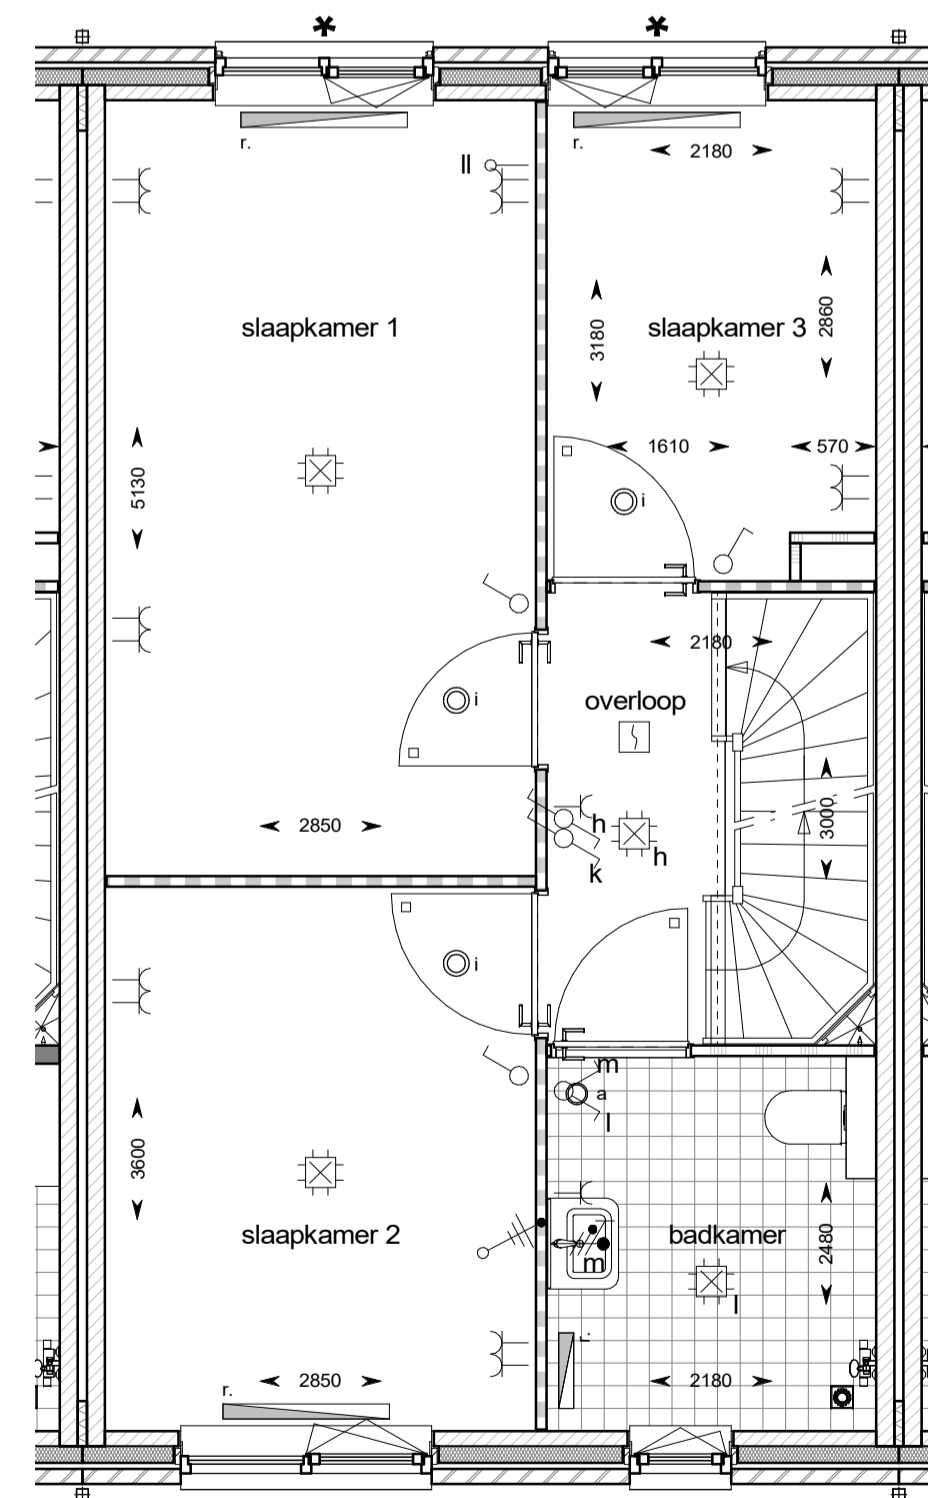 * *
r. r.
2180
ll
slaapkamer 1
slaapkamer 3
3180
2860
5130
1610
570
i
2180
overloop
i
2850
h
3000
h
k
i
m
a
l
3600
slaapkamer 2
badkamer
2480
m
l
r.
r.
2850
2180